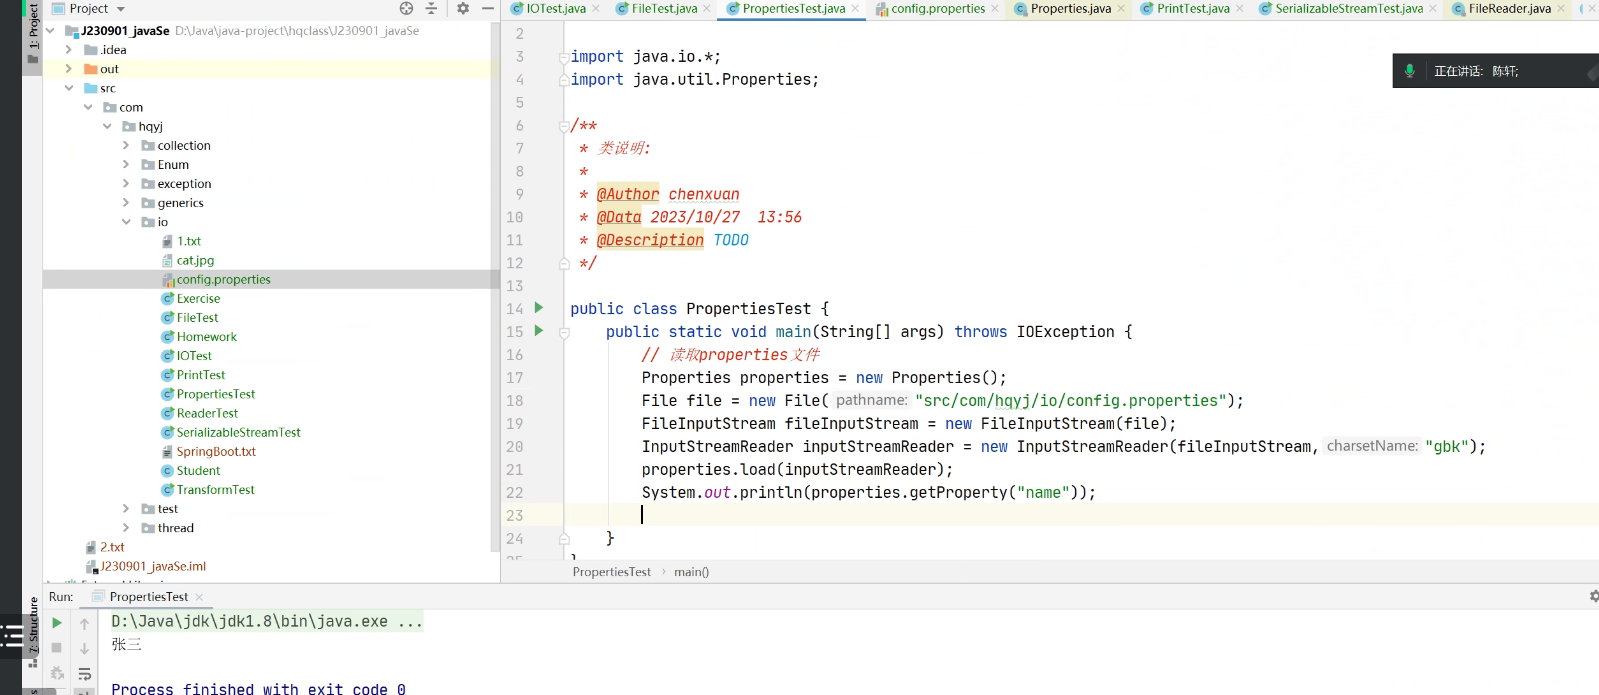 Project
IOTest.java
FileTest.java
PropertiesTest.java
config.properties
Properties.java
PrintTest.java
SerializableStreamTest.java
FileReader.java
1: Project
J230901_javaSe D:\Java\java-project\hqclass\J230901_javaSe
.idea
out
src
com
hqyj
collection
Enum
exception
generics
io
1.txt
cat.jpg
config.properties
Exercise
FileTest
Homework
IOTest
PrintTest
PropertiesTest
ReaderTest
SerializableStreamTest
SpringBoot.txt
Student
TransformTest
test
thread
2.txt
J230901_javaSe.iml
2
3 import java.io.*;
4 import java.util.Properties;
5
6 /**
7 * 类说明:
8 *
9 * @Author chenxuan
10 * @Data 2023/10/27 13:56
11 * @Description TODO
12 */
13
14 public class PropertiesTest {
15 public static void main(String[] args) throws IOException {
16 // 读取properties文件
17 Properties properties = new Properties();
18 File file = new File( pathname: "src/com/hqyj/io/config.properties");
19 FileInputStream fileInputStream = new FileInputStream(file);
20 InputStreamReader inputStreamReader = new InputStreamReader(fileInputStream, charsetName: "gbk");
21 properties.load(inputStreamReader);
22 System.out.println(properties.getProperty("name"));
23
24 }
正在讲话: 陈轩;
PropertiesTest › main()
Run: PropertiesTest
7: Structure
D:\Java\jdk\jdk1.8\bin\java.exe ...
张三
Process finished with exit code 0